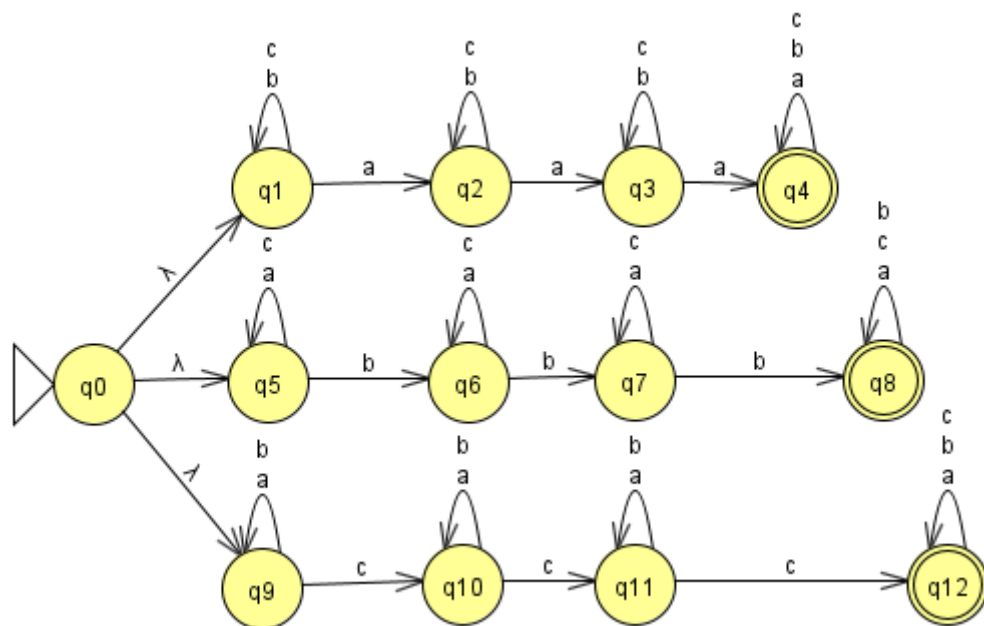 c c c c
b b b b
a
q1 a q2 a q3 a q4
λ
c c c b
a a a c
a
q0 λ q5 b q6 b q7 b q8
λ
b b b c
a a a b
a
q9 c q10 c q11 c q12